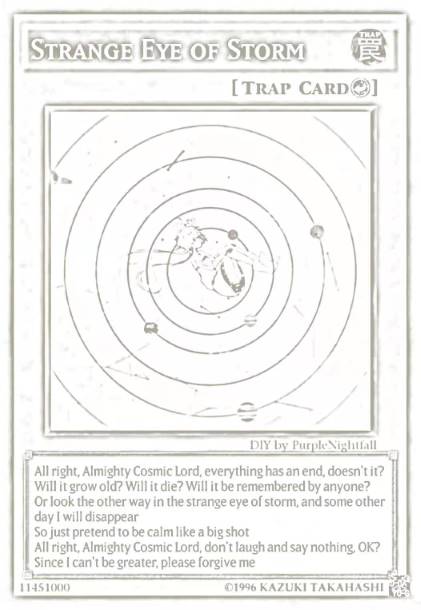 STRANGE EYE OF STORM
TRAP
罠
[TRAP CARD]
DIY by PurpleNightfall
All right, Almighty Cosmic Lord, everything has an end, doesn't it?
Will it grow old? Will it die? Will it be remembered by anyone?
Or look the other way in the strange eye of storm, and some other
day I will disappear
So just pretend to be calm like a big shot
All right, Almighty Cosmic Lord, don't laugh and say nothing, OK?
Since I can't be greater, please forgive me
11451000
©1996 KAZUKI TAKAHASHI